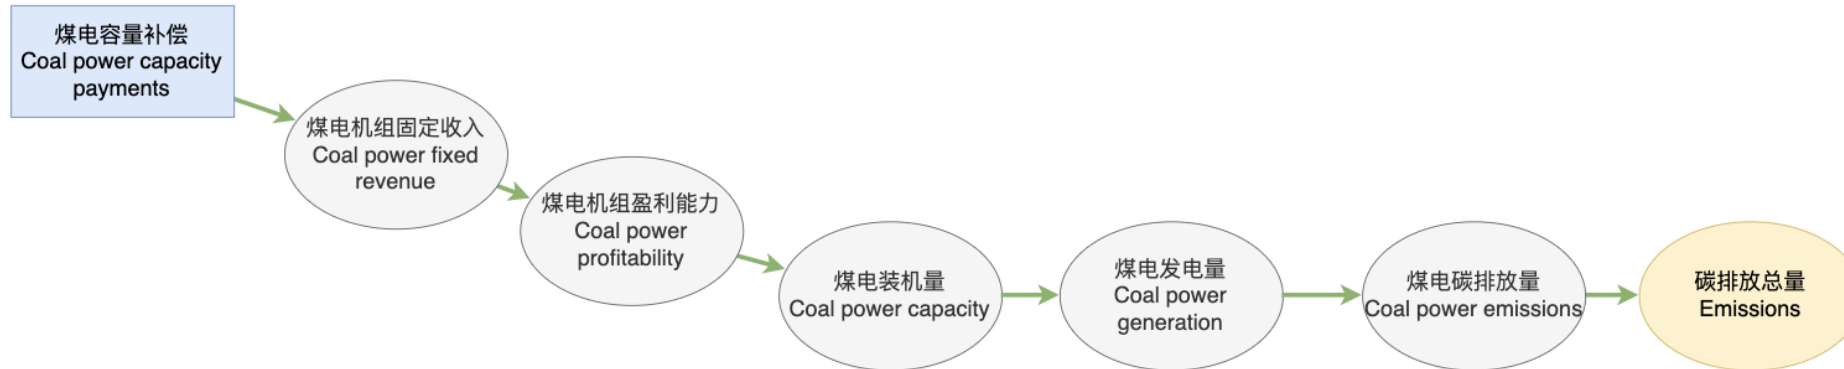 煤电容量补偿
Coal power capacity
payments
煤电机组固定收入
Coal power fixed
revenue
煤电机组盈利能力
Coal power
profitability
煤电装机量
Coal power capacity
煤电发电量
Coal power
generation
煤电碳排放量
Coal power emissions
碳排放总量
Emissions